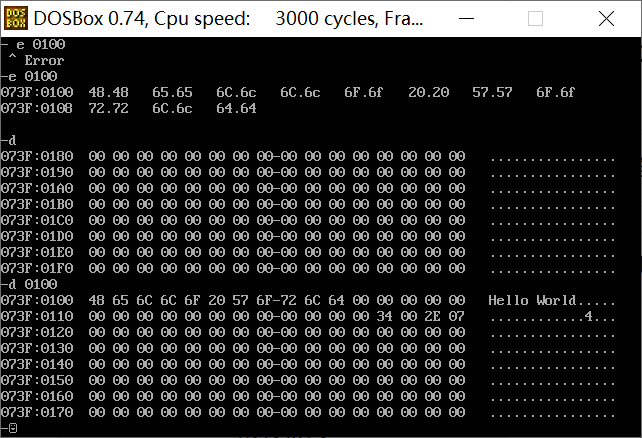 DOS BOX
DOSBox 0.74, Cpu speed: 3000 cycles, Fra...
- e 0100
^ Error
-e 0100
073F:0100 48.48 65.65 6C.6c 6C.6c 6F.6f 20.20 57.57 6F.6f
073F:0108 72.72 6C.6c 64.64
-d
073F:0180 00 00 00 00 00 00 00 00-00 00 00 00 00 00 00 00 ................
073F:0190 00 00 00 00 00 00 00 00-00 00 00 00 00 00 00 00 ................
073F:01A0 00 00 00 00 00 00 00 00-00 00 00 00 00 00 00 00 ................
073F:01B0 00 00 00 00 00 00 00 00-00 00 00 00 00 00 00 00 ................
073F:01C0 00 00 00 00 00 00 00 00-00 00 00 00 00 00 00 00 ................
073F:01D0 00 00 00 00 00 00 00 00-00 00 00 00 00 00 00 00 ................
073F:01E0 00 00 00 00 00 00 00 00-00 00 00 00 00 00 00 00 ................
073F:01F0 00 00 00 00 00 00 00 00-00 00 00 00 00 00 00 00 ................
-d 0100
073F:0100 48 65 6C 6C 6F 20 57 6F-72 6C 64 00 00 00 00 00 Hello World.....
073F:0110 00 00 00 00 00 00 00 00-00 00 00 00 34 00 2E 07 ............4...
073F:0120 00 00 00 00 00 00 00 00-00 00 00 00 00 00 00 00 ................
073F:0130 00 00 00 00 00 00 00 00-00 00 00 00 00 00 00 00 ................
073F:0140 00 00 00 00 00 00 00 00-00 00 00 00 00 00 00 00 ................
073F:0150 00 00 00 00 00 00 00 00-00 00 00 00 00 00 00 00 ................
073F:0160 00 00 00 00 00 00 00 00-00 00 00 00 00 00 00 00 ................
073F:0170 00 00 00 00 00 00 00 00-00 00 00 00 00 00 00 00 ................
-